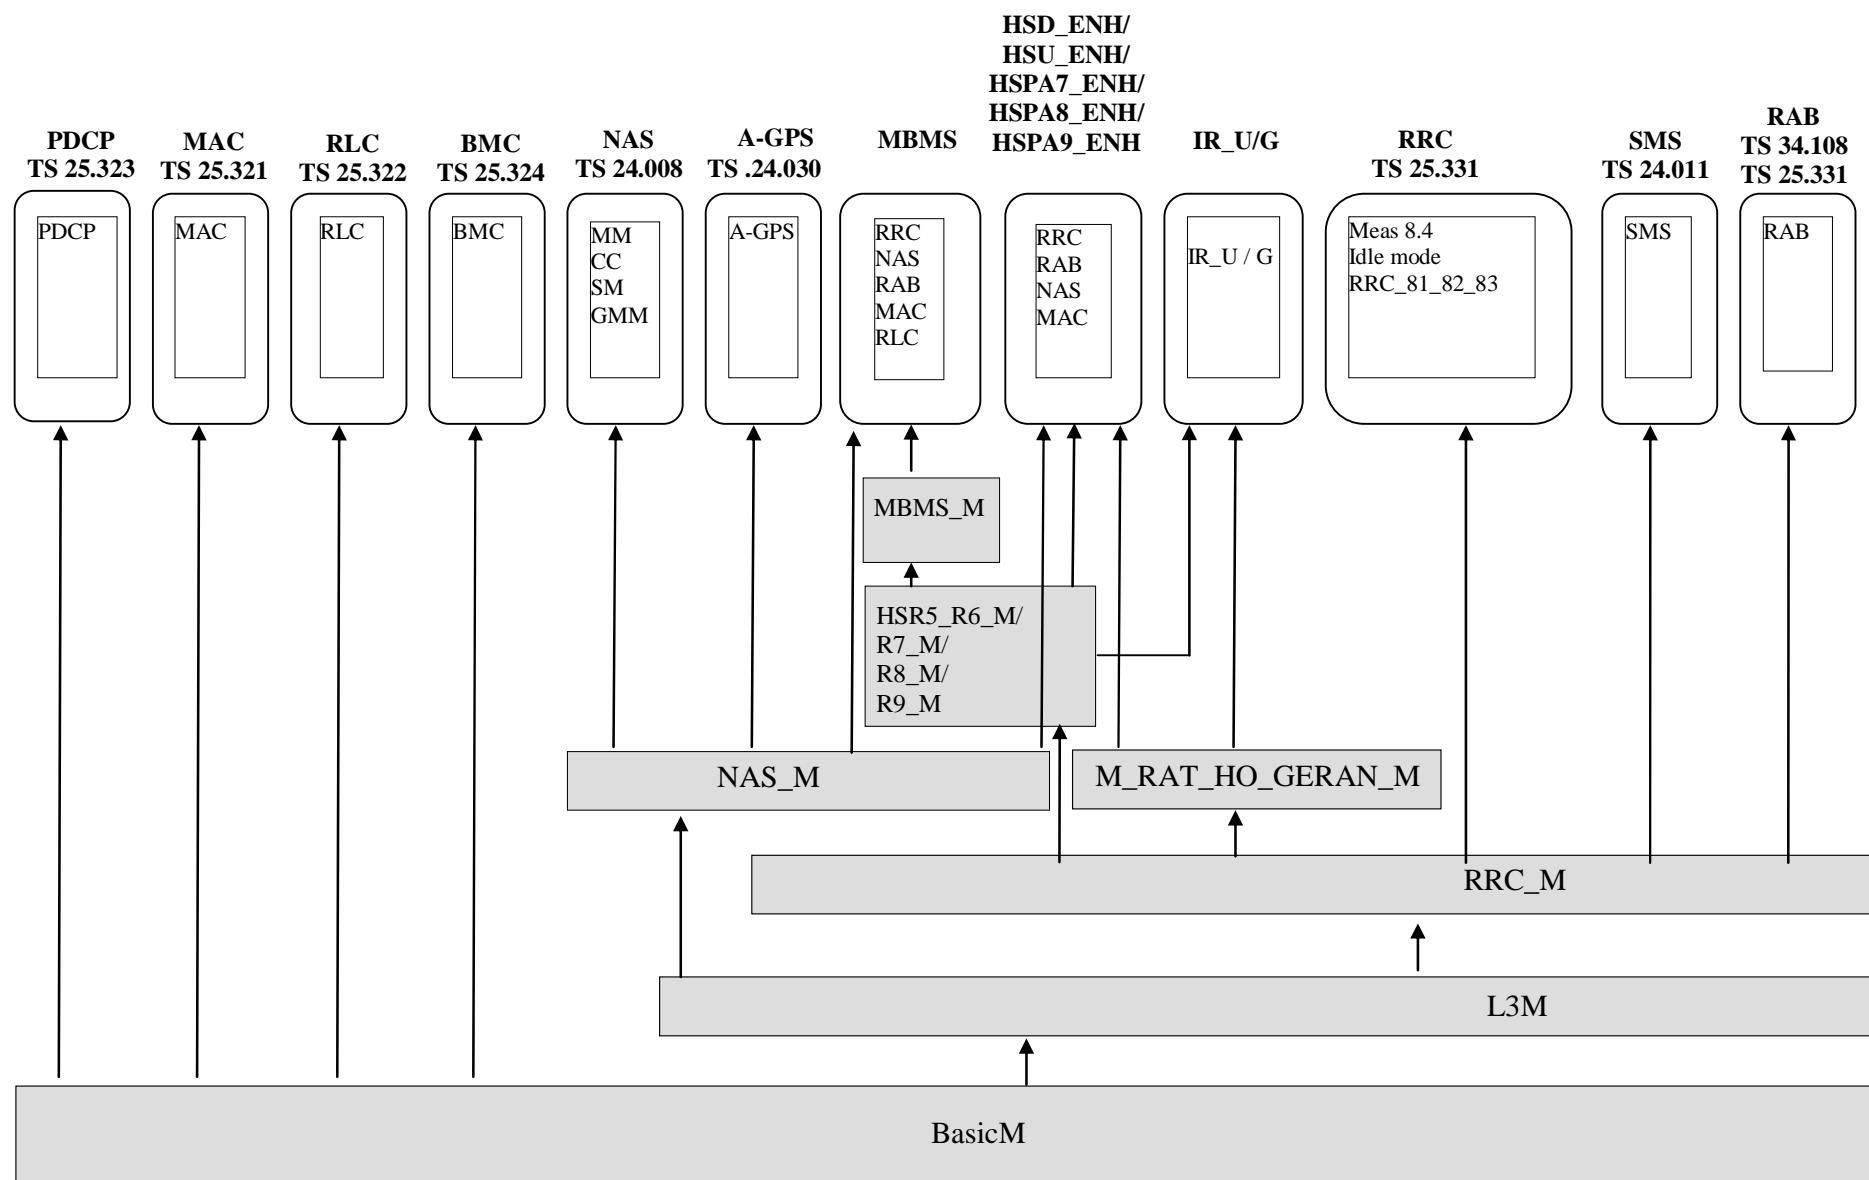 HSD_ENH/
HSU_ENH/
HSPA7_ENH/
HSPA8_ENH/
HSPA9_ENH
PDCP
TS 25.323
MAC
TS 25.321
RLC
TS 25.322
BMC
TS 25.324
NAS
TS 24.008
A-GPS
TS .24.030
MBMS
IR_U/G
RRC
TS 25.331
SMS
TS 24.011
RAB
TS 34.108
TS 25.331
PDCP
MAC
RLC
BMC
MM
CC
SM
GMM
A-GPS
RRC
NAS
RAB
MAC
RLC
RRC
RAB
NAS
MAC
IR_U / G
Meas 8.4
Idle mode
RRC_81_82_83
SMS
RAB
MBMS_M
HSR5_R6_M/
R7_M/
R8_M/
R9_M
NAS_M
M_RAT_HO_GERAN_M
RRC_M
L3M
BasicM